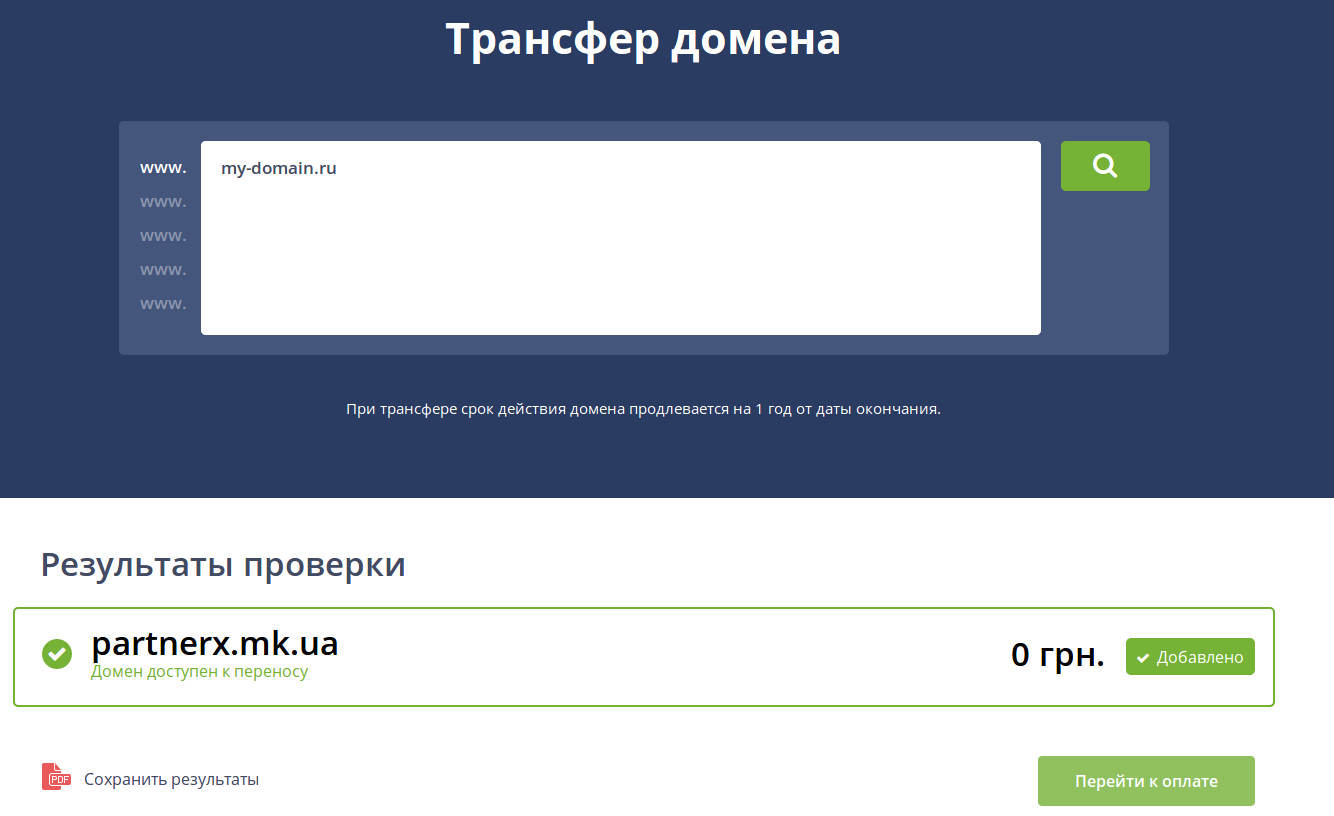 Трансфер домена
www.
my-domain.ru
www.
www.
www.
www.
При трансфере срок действия домена продлевается на 1 год от даты окончания.
Результаты проверки
partnerx.mk.ua
Домен доступен к переносу
0 грн.
Добавлено
PDF
Сохранить результаты
Перейти к оплате